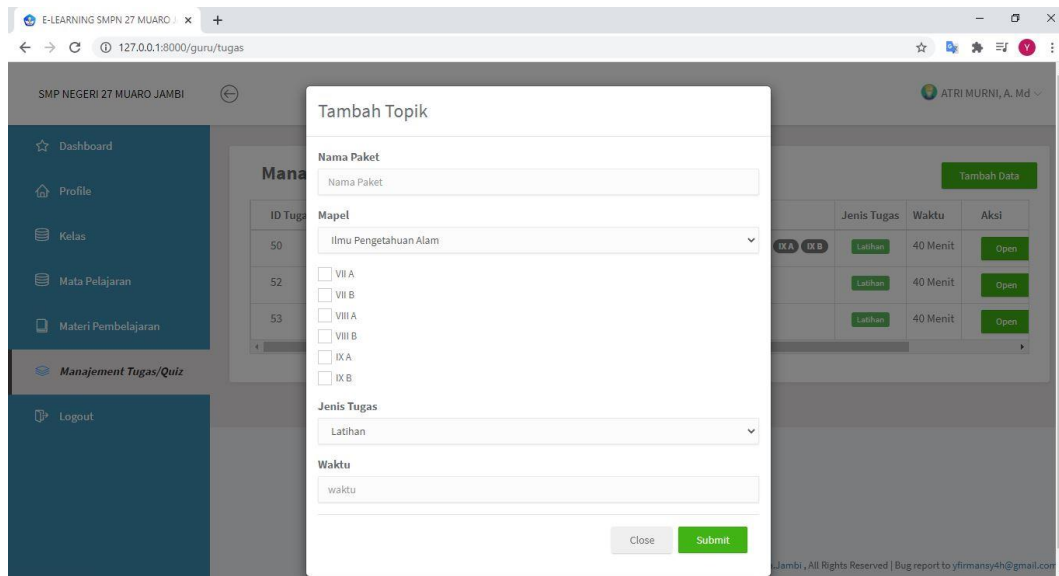 E-LEARNING SMPN 27 MUARO J
127.0.0.1:8000/guru/tugas
Y
SMP NEGERI 27 MUARO JAMBI
ATRI MURNI, A. Md
Dashboard
Profile
Kelas
Mata Pelajaran
Materi Pembelajaran
Manajement Tugas/Quiz
Logout
Mana
Tambah Data
ID Tuga
Jenis Tugas Waktu Aksi
50 IX A IX B Latihan 40 Menit Open
52 Latihan 40 Menit Open
53 Latihan 40 Menit Open
Tambah Topik
Nama Paket
Nama Paket
Mapel
Ilmu Pengetahuan Alam
VII A
VII B
VIII A
VIII B
IX A
IX B
Jenis Tugas
Latihan
Waktu
waktu
Close Submit
Jambi , All Rights Reserved | Bug report to yfirmansy4h@gmail.com